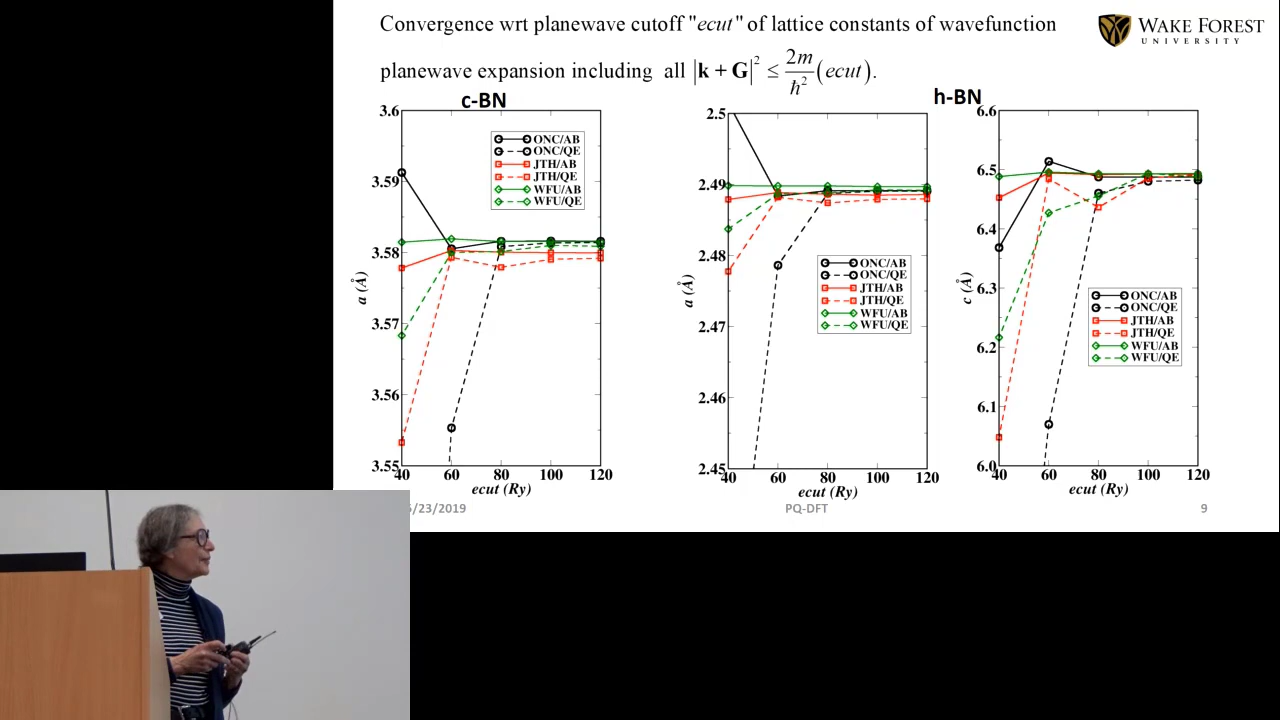 Convergence wrt planewave cutoff "ecut" of lattice constants of wavefunction
planewave expansion including all |k + G|² ≤ 2m/ħ² (ecut).
WAKE FOREST
UNIVERSITY
c-BN
3.6
3.59
3.58
3.57
3.56
3.55
a (Å)
ONC/AB
ONC/QE
JTH/AB
JTH/QE
WFU/AB
WFU/QE
40 60 80 100 120
ecut (Ry)
h-BN
2.5
2.49
2.48
2.47
2.46
2.45
a (Å)
ONC/AB
ONC/QE
JTH/AB
JTH/QE
WFU/AB
WFU/QE
40 60 80 100 120
ecut (Ry)
6.6
6.5
6.4
6.3
6.2
6.1
6.0
c (Å)
ONC/AB
ONC/QE
JTH/AB
JTH/QE
WFU/AB
WFU/QE
40 60 80 100 120
ecut (Ry)
/23/2019
PQ-DFT
9